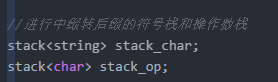 //进行中缀转后缀的符号栈和操作数栈
stack<string> stack_char;
stack<char> stack_op;